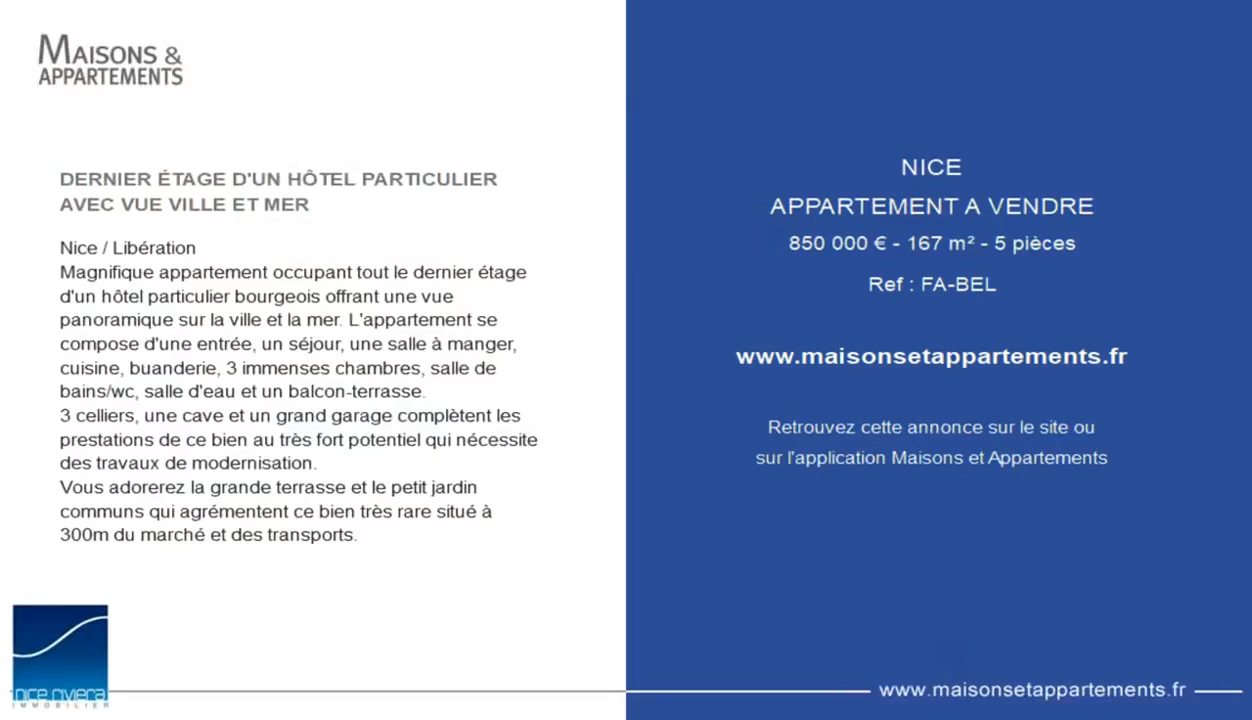 MAISONS &
APPARTEMENTS
DERNIER ÉTAGE D'UN HÔTEL PARTICULIER
AVEC VUE VILLE ET MER
Nice / Libération
Magnifique appartement occupant tout le dernier étage
d'un hôtel particulier bourgeois offrant une vue
panoramique sur la ville et la mer. L'appartement se
compose d'une entrée, un séjour, une salle à manger,
cuisine, buanderie, 3 immenses chambres, salle de
bains/wc, salle d'eau et un balcon-terrasse.
3 celliers, une cave et un grand garage complètent les
prestations de ce bien au très fort potentiel qui nécessite
des travaux de modernisation.
Vous adorerez la grande terrasse et le petit jardin
communs qui agrémentent ce bien très rare situé à
300m du marché et des transports.
nice riviera
IMMOBILIER
NICE
APPARTEMENT A VENDRE
850 000 € - 167 m² - 5 pièces
Ref : FA-BEL
www.maisonsetappartements.fr
Retrouvez cette annonce sur le site ou
sur l'application Maisons et Appartements
www.maisonsetappartements.fr